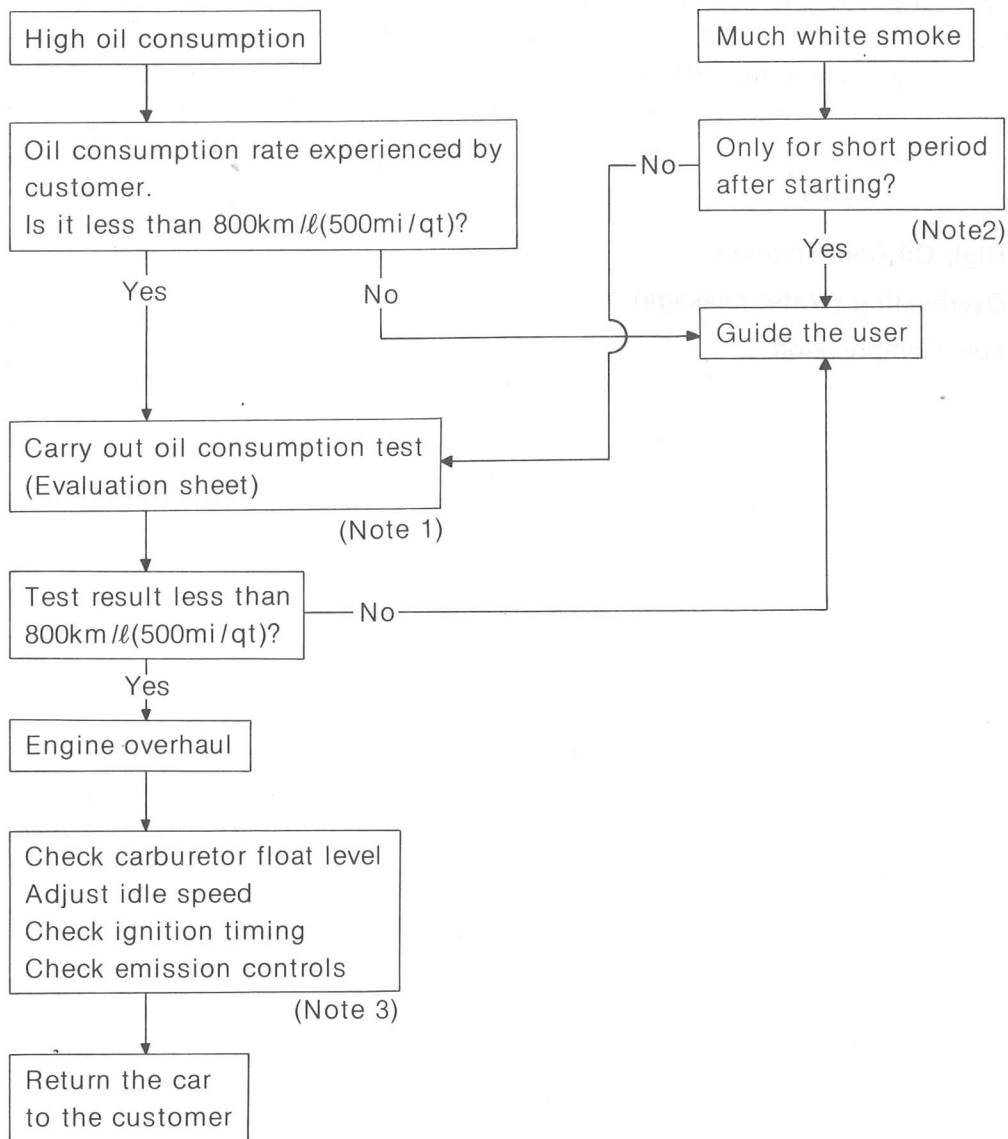 High oil consumption
Much white smoke
Oil consumption rate experienced by
customer.
Is it less than 800km/ℓ(500mi/qt)?
No
Only for short period
after starting?
(Note2)
Yes
No
Yes
Guide the user
Carry out oil consumption test
(Evaluation sheet)
(Note 1)
Test result less than
800km/ℓ(500mi/qt)?
No
Yes
Engine overhaul
Check carburetor float level
Adjust idle speed
Check ignition timing
Check emission controls
(Note 3)
Return the car
to the customer